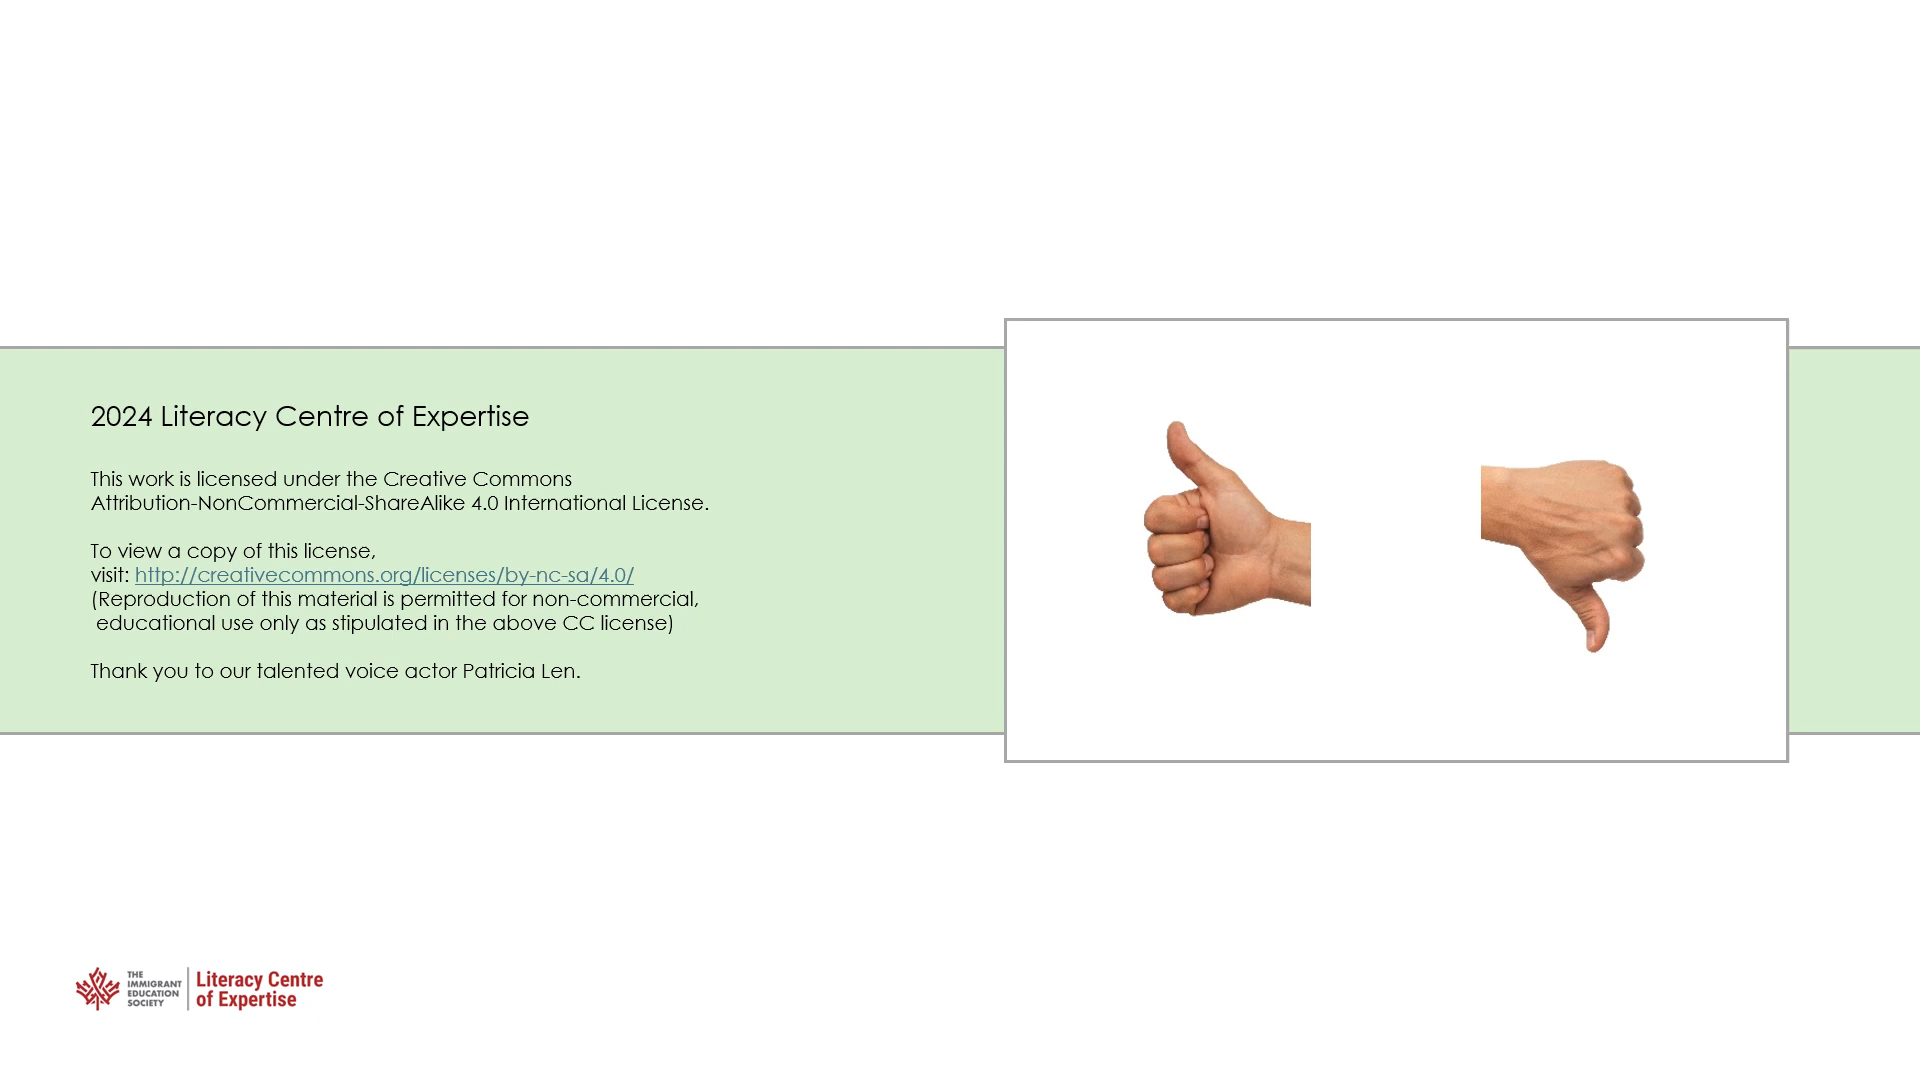 2024 Literacy Centre of Expertise
This work is licensed under the Creative Commons
Attribution-NonCommercial-ShareAlike 4.0 International License.
To view a copy of this license,
visit: http://creativecommons.org/licenses/by-nc-sa/4.0/
(Reproduction of this material is permitted for non-commercial,
educational use only as stipulated in the above CC license)
Thank you to our talented voice actor Patricia Len.
THE
IMMIGRANT
EDUCATION
SOCIETY
Literacy Centre
of Expertise